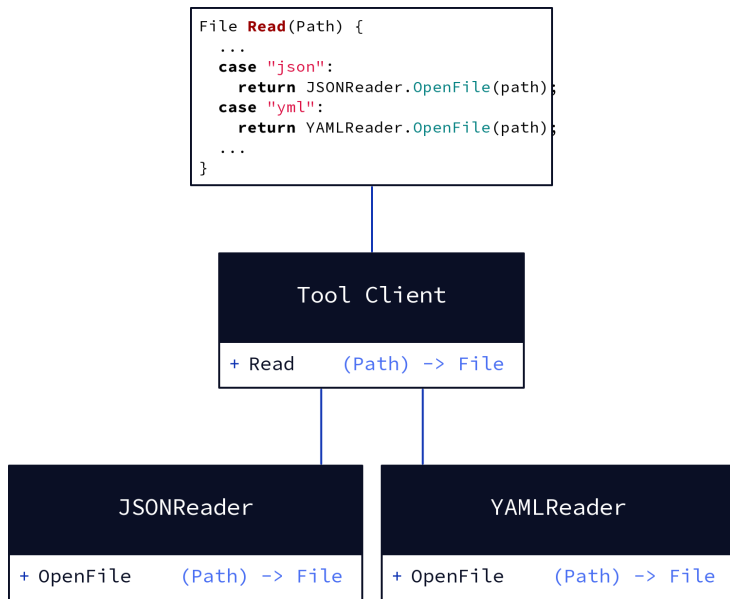 File Read(Path) {
  ...
  case "json":
    return JSONReader.OpenFile(path);
  case "yml":
    return YAMLReader.OpenFile(path);
  ...
}
Tool Client
+ Read (Path) -> File
JSONReader
YAMLReader
+ OpenFile (Path) -> File
+ OpenFile (Path) -> File